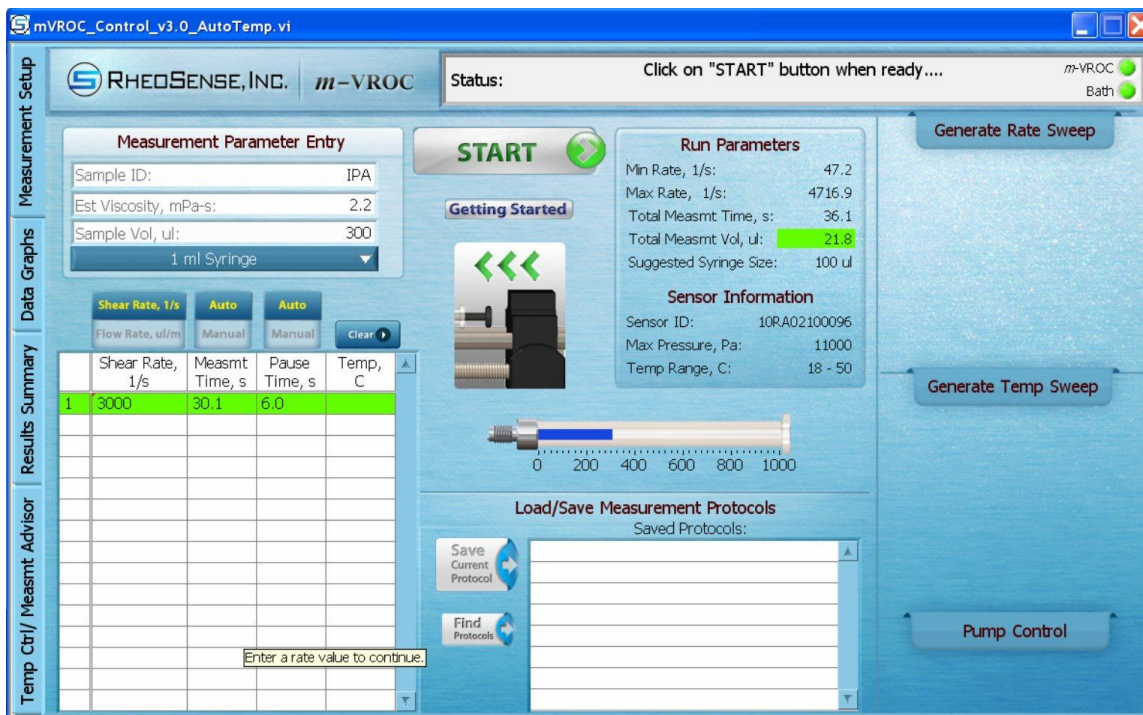 mVROC_Control_v3.0_AutoTemp.vi
Measurement Setup
Data Graphs
Results Summary
Temp Ctrl/ Measmt Advisor
RHEOSENSE, INC.
m-VROC
Status:
Click on "START" button when ready....
m-VROC
Bath
Measurement Parameter Entry
Sample ID: IPA
Est Viscosity, mPa-s: 2.2
Sample Vol, ul: 300
1 ml Syringe
Shear Rate, 1/s Auto Auto
Flow Rate, ul/m Manual Manual Clear
Shear Rate, 1/s
Measmt Time, s
Pause Time, s
Temp, C
1 3000 30.1 6.0
Enter a rate value to continue.
START
Getting Started
Run Parameters
Min Rate, 1/s: 47.2
Max Rate, 1/s: 4716.9
Total Measmt Time, s: 36.1
Total Measmt Vol, ul: 21.8
Suggested Syringe Size: 100 ul
Sensor Information
Sensor ID: 10RA02100096
Max Pressure, Pa: 11000
Temp Range, C: 18 - 50
0 200 400 600 800 1000
Load/Save Measurement Protocols
Saved Protocols:
Save
Current
Protocol
Find
Protocols
Generate Rate Sweep
Generate Temp Sweep
Pump Control